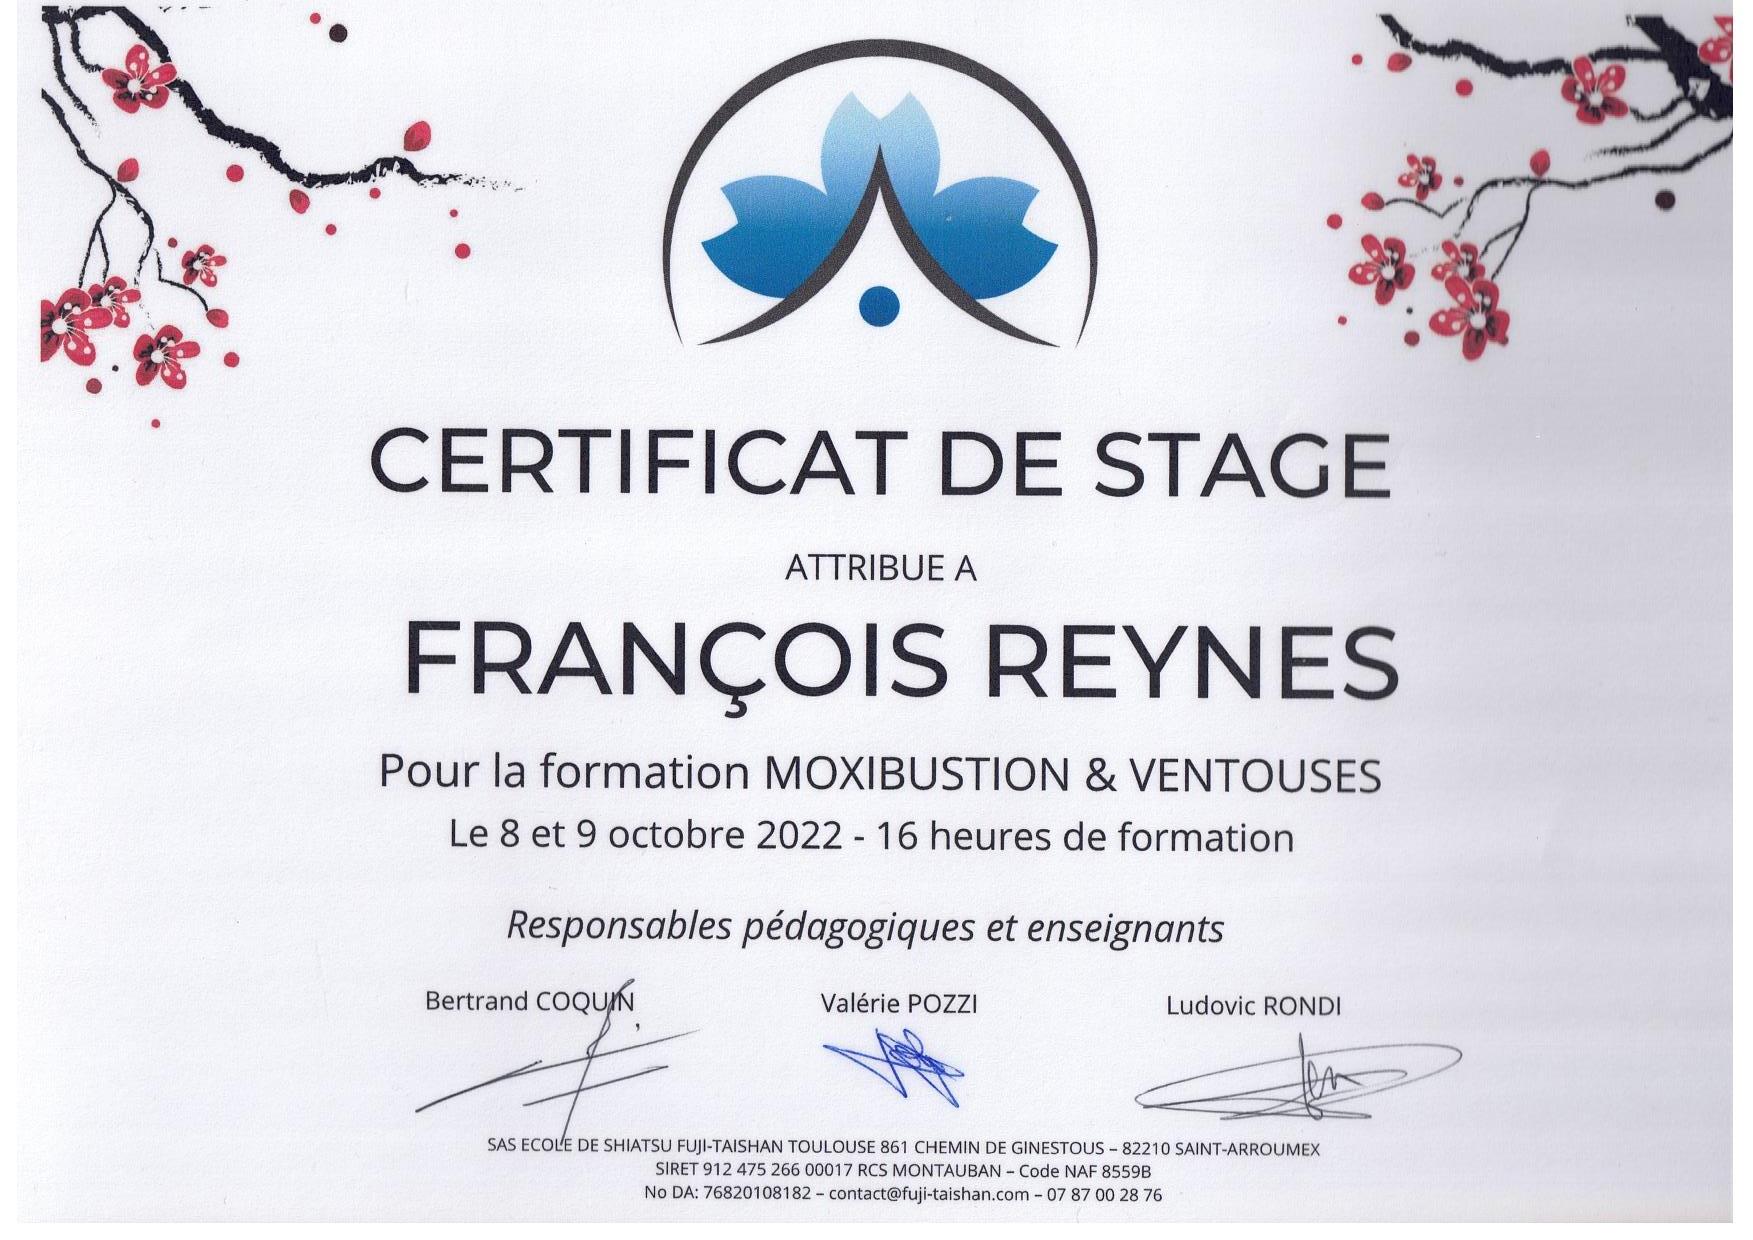 CERTIFICAT DE STAGE
ATTRIBUE A
FRANÇOIS REYNES
Pour la formation MOXIBUSTION & VENTOUSES
Le 8 et 9 octobre 2022 - 16 heures de formation
Responsables pédagogiques et enseignants
Bertrand COQUIN Valérie POZZI Ludovic RONDI
SAS ECOLE DE SHIATSU FUJI-TAISHAN TOULOUSE 861 CHEMIN DE GINESTOUS – 82210 SAINT-ARROUMEX
SIRET 912 475 266 00017 RCS MONTAUBAN – Code NAF 8559B
No DA: 76820108182 – contact@fuji-taishan.com – 07 87 00 28 76